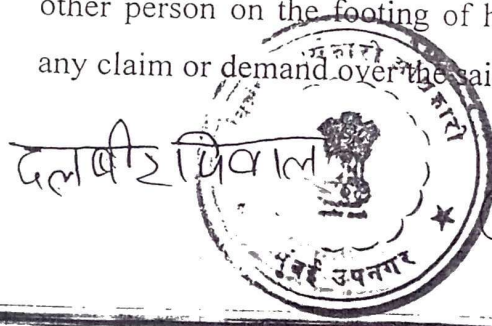 other person on the footing of h
any claim or demand over the sai
दलबीर पिवाल
मुंबई उपनगर